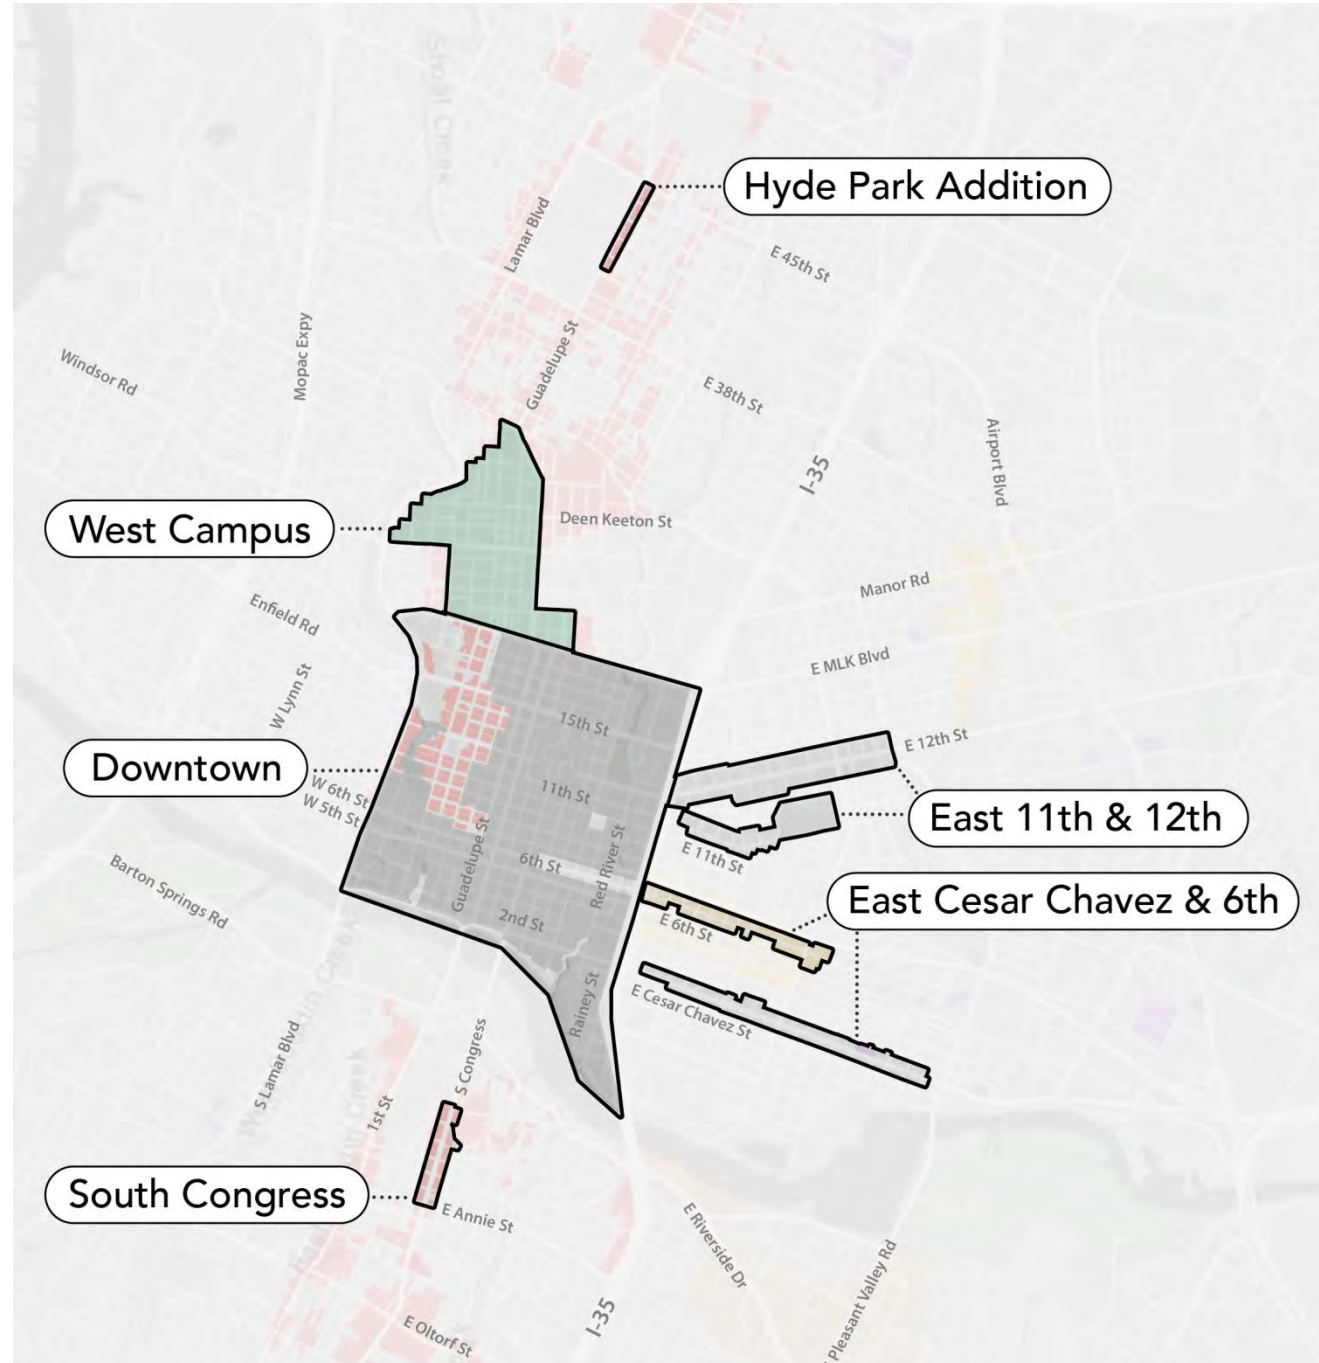 Shoal Creek
Hyde Park Addition
Lamar Blvd
E 45th St
Mopac Expy
Guadelupe St
Windsor Rd
E 38th St
Airport Blvd
I-35
West Campus
Deen Keeton St
Manor Rd
Enfield Rd
E MLK Blvd
W Lynn St
15th St
E 12th St
Downtown
W 6th St
W 5th St
11th St
East 11th & 12th
Guadelupe St
6th St
Red River St
E 11th St
Barton Springs Rd
East Cesar Chavez & 6th
2nd St
E 6th St
Rainey St
E Cesar Chavez St
S Lamar Blvd
S Congress
1st St
South Congress
E Annie St
E Riverside Dr
Pleasant Valley Rd
I-35
E Oltorf St